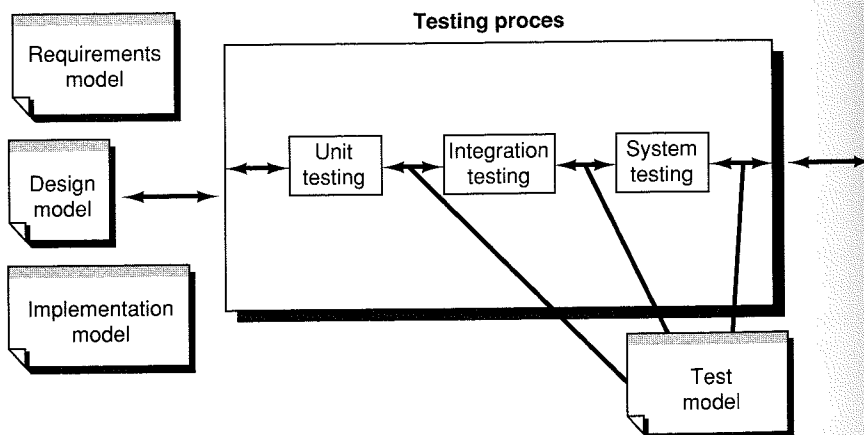 Testing proces
Requirements
model
Design
model
Implementation
model
Unit
testing
Integration
testing
System
testing
Test
model